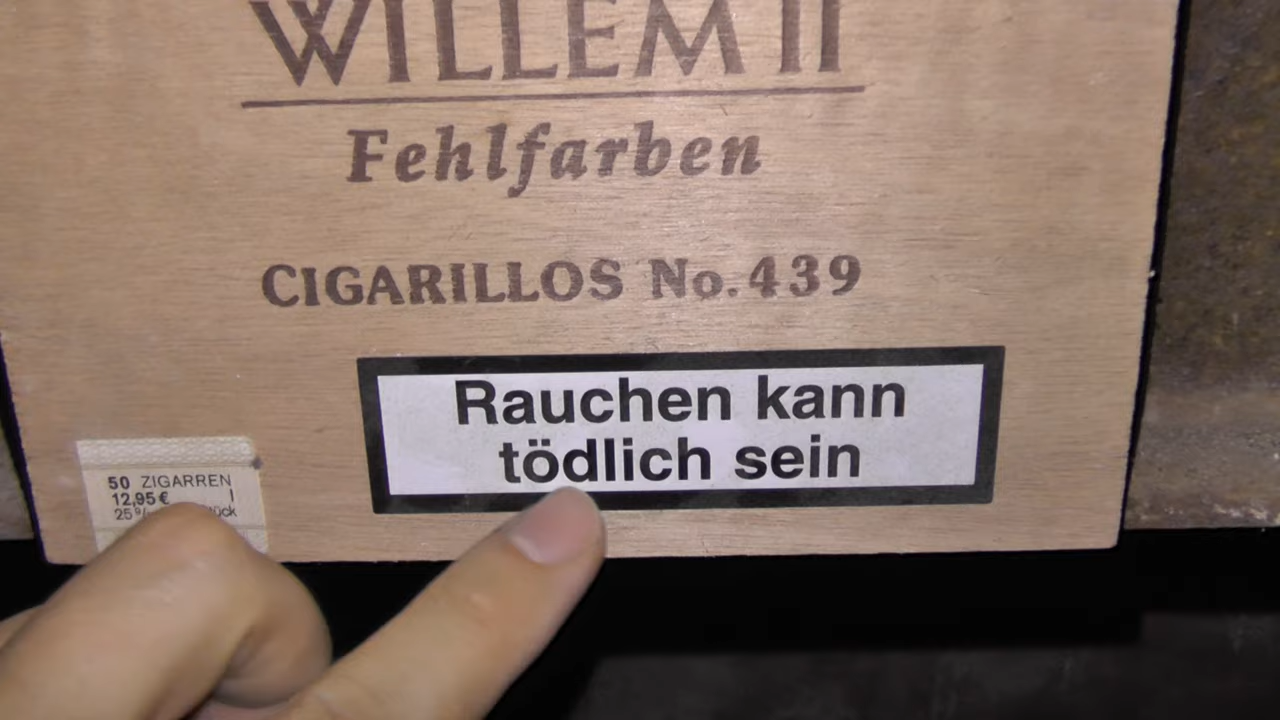 WILLEM II
Fehlfarben
CIGARILLOS No. 439
Rauchen kann
tödlich sein
50 ZIGARREN
12,95 € I